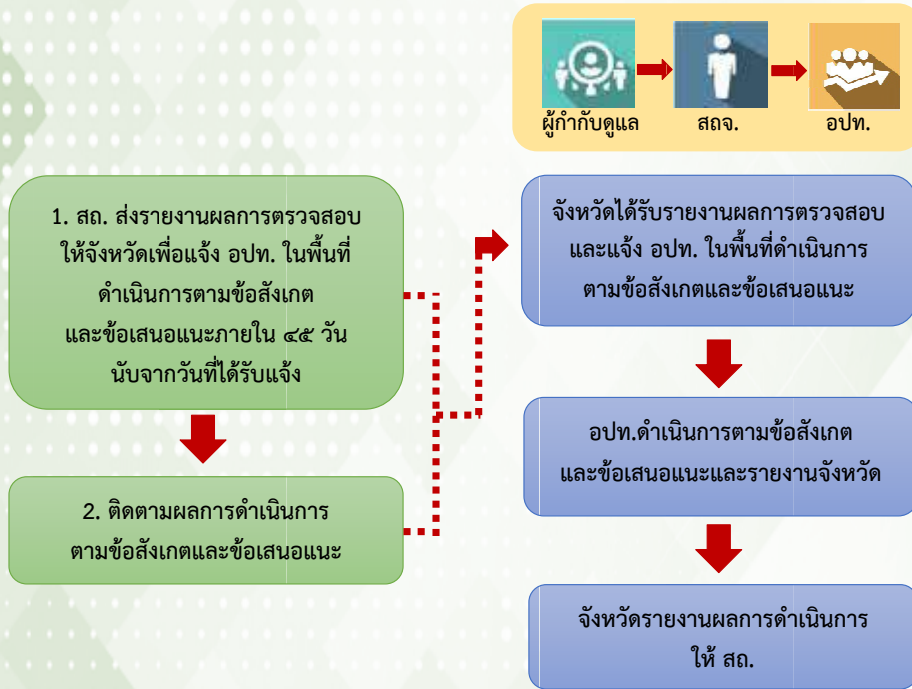 ผู้กำกับดูแล
สถจ.
อปท.
1. สถ. ส่งรายงานผลการตรวจสอบ
ให้จังหวัดเพื่อแจ้ง อปท. ในพื้นที่
ดำเนินการตามข้อสังเกต
และข้อเสนอแนะภายใน ๔๕ วัน
นับจากวันที่ได้รับแจ้ง
2. ติดตามผลการดำเนินการ
ตามข้อสังเกตและข้อเสนอแนะ
จังหวัดได้รับรายงานผลการตรวจสอบ
และแจ้ง อปท. ในพื้นที่ดำเนินการ
ตามข้อสังเกตและข้อเสนอแนะ
อปท.ดำเนินการตามข้อสังเกต
และข้อเสนอแนะและรายงานจังหวัด
จังหวัดรายงานผลการดำเนินการ
ให้ สถ.